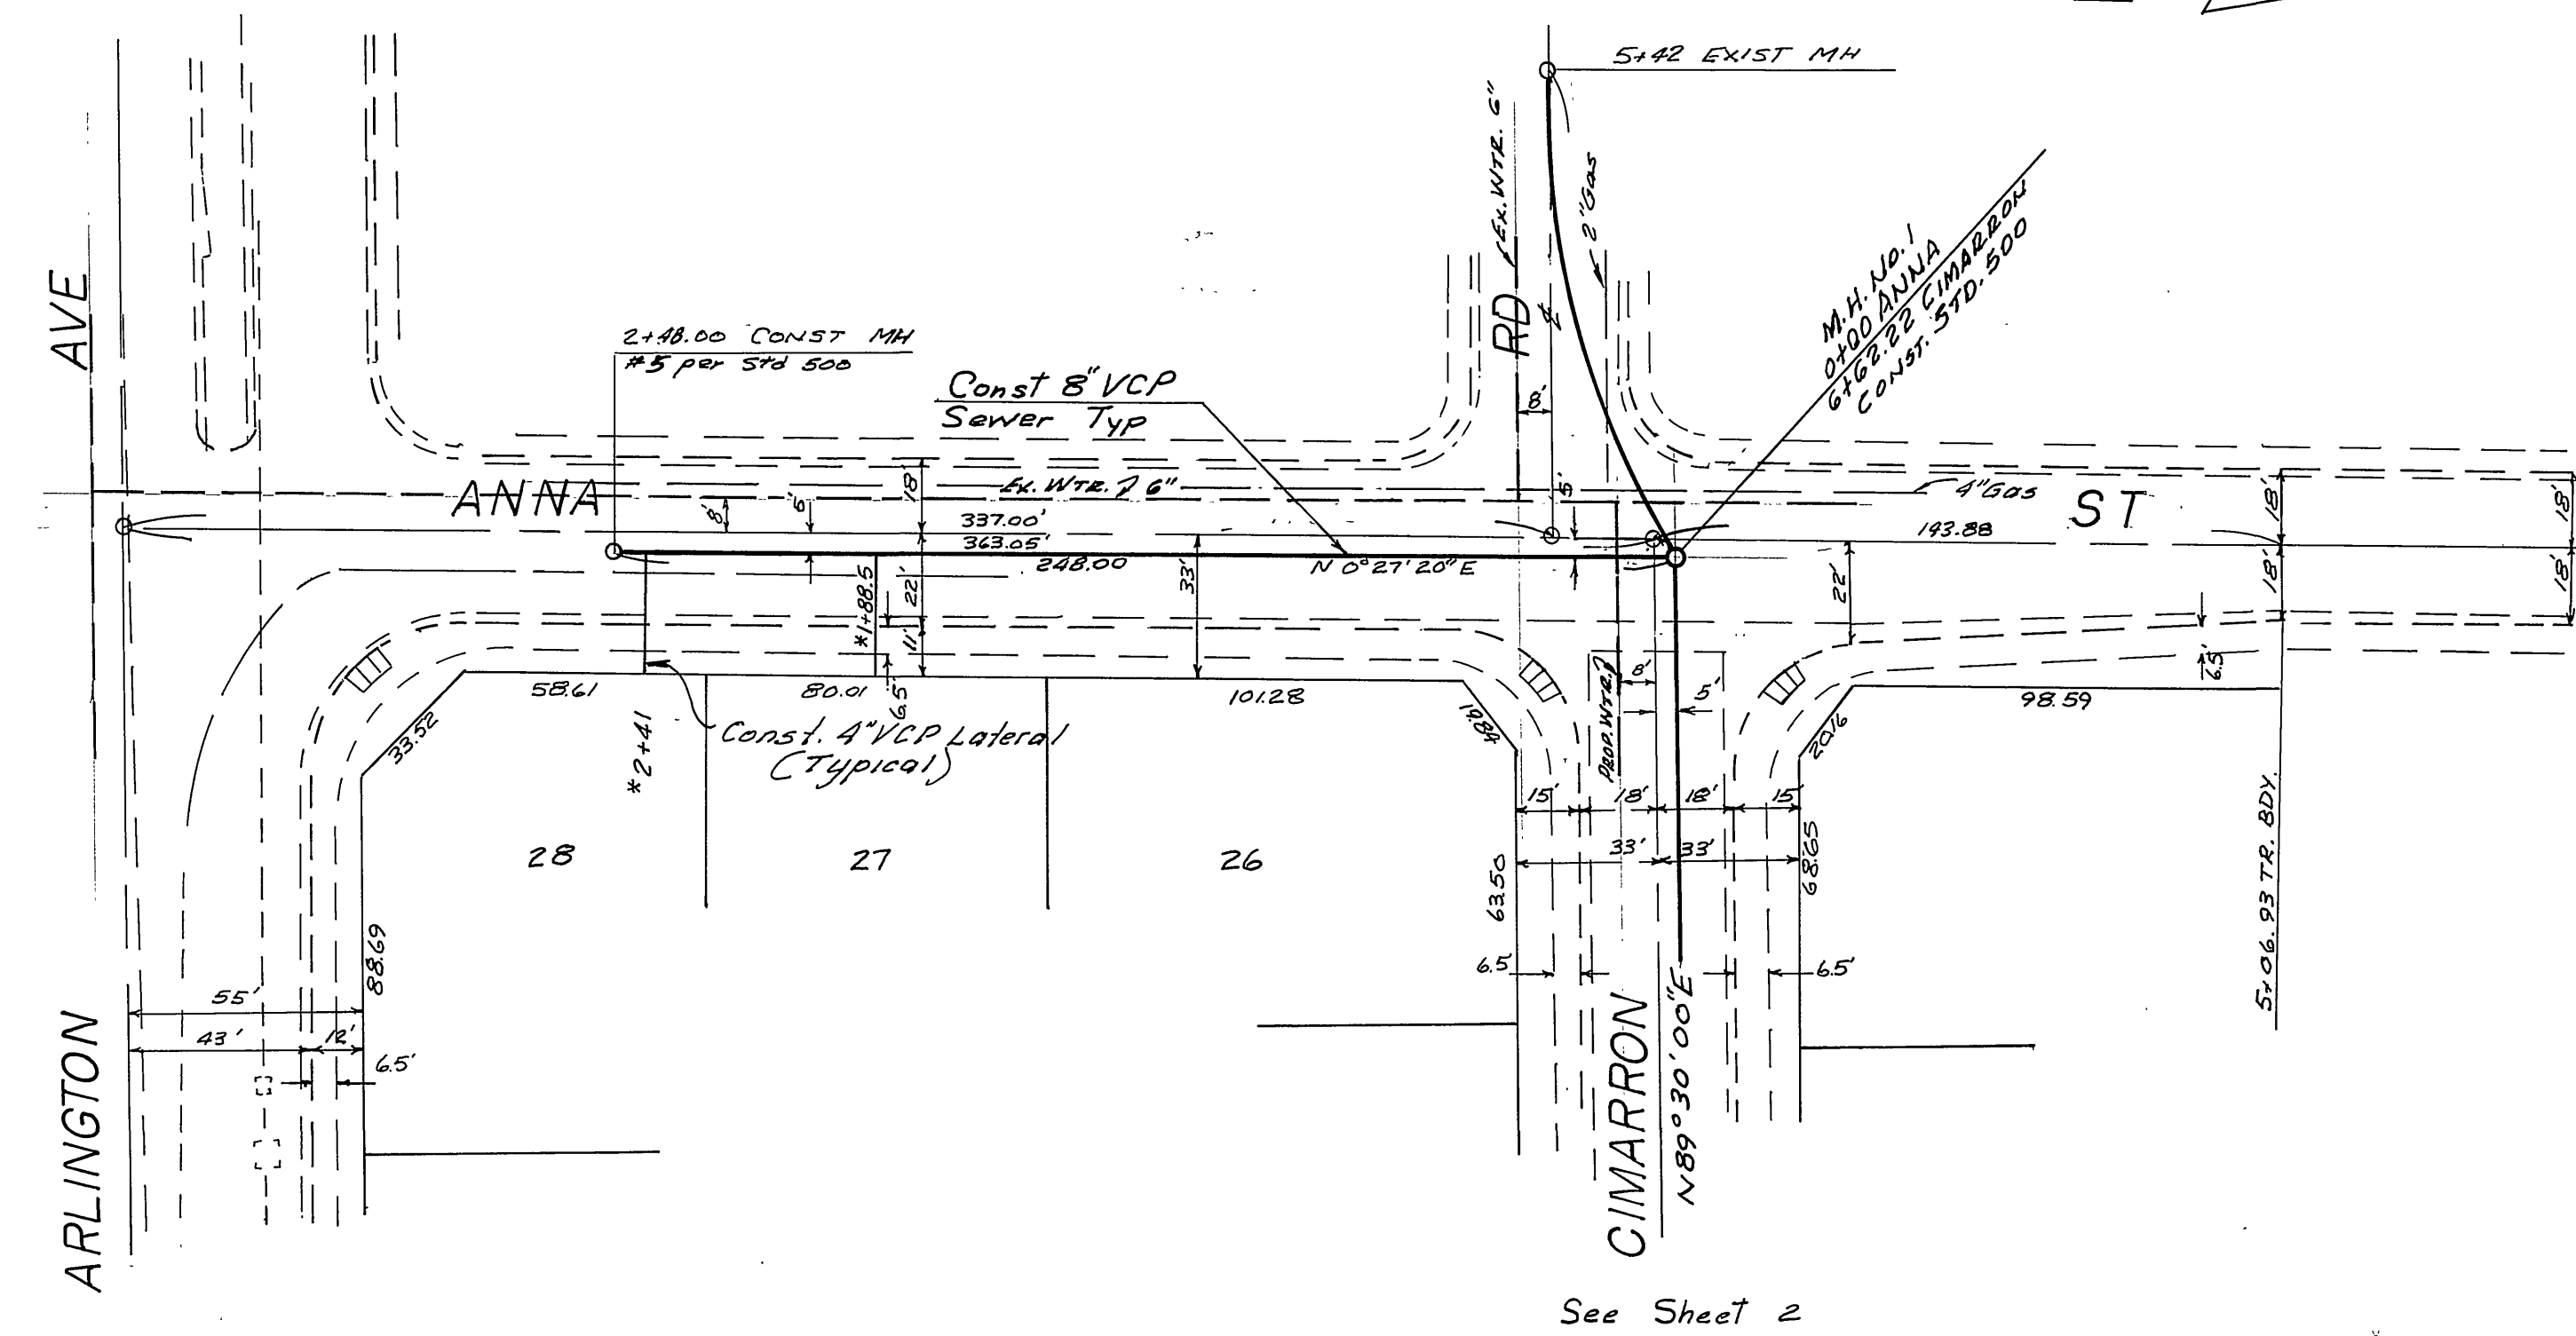 5+42 EXIST MH
Ex. WTR. 6"
2" Gas
M.H. NO. 1
0+00 ANNA
6+62.22 CIMARRON
CONST. STD. 500
AVE
RD
2+48.00 CONST MH
#5 per Std 500
Const 8" VCP
Sewer Typ
8'
ANNA
Ex. WTR. 6"
4" Gas
ST
8'
5'
18'
5'
337.00'
363.05'
248.00
N 0°27'20" E
193.88
18'
18'
18'
18'
22'
33'
22'
11'
*1+88.5
6.5'
6.5'
58.61
80.01
101.28
98.59
33.52
20.16
*2+41
Const. 4" VCP Lateral
(Typical)
PROP. WTR.
8'
5'
15'
18'
18'
15'
33'
33'
28
27
26
63.50
68.65
88.69
6.5'
6.5'
5+06.93 TR. BDY.
55'
43'
12'
6.5'
ARLINGTON
CIMARRON
N89°30'00"E
See Sheet 2